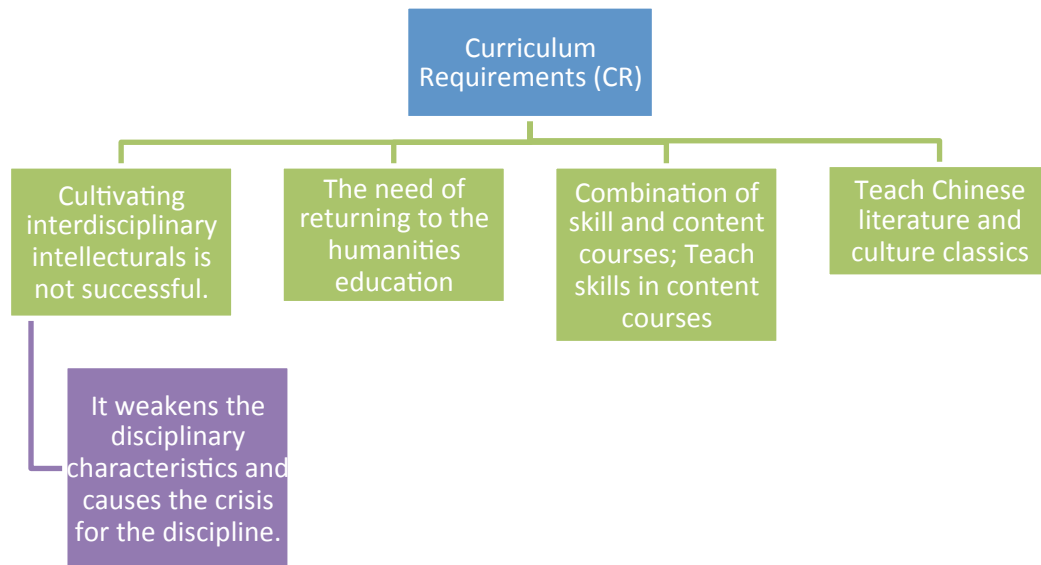 Curriculum
Requirements (CR)
Cultivating
interdisciplinary
intellecturals is
not successful.
The need of
returning to the
humanities
education
Combination of
skill and content
courses; Teach
skills in content
courses
Teach Chinese
literature and
culture classics
It weakens the
disciplinary
characteristics and
causes the crisis
for the discipline.